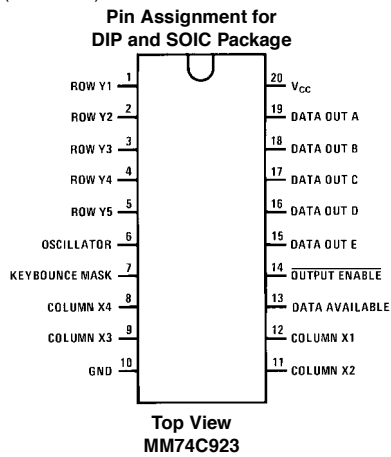 Pin Assignment for
DIP and SOIC Package
ROW Y1 1 20 VCC
ROW Y2 2 19 DATA OUT A
ROW Y3 3 18 DATA OUT B
ROW Y4 4 17 DATA OUT C
ROW Y5 5 16 DATA OUT D
OSCILLATOR 6 15 DATA OUT E
KEYBOUNCE MASK 7 14 OUTPUT ENABLE
COLUMN X4 8 13 DATA AVAILABLE
COLUMN X3 9 12 COLUMN X1
GND 10 11 COLUMN X2
Top View
MM74C923